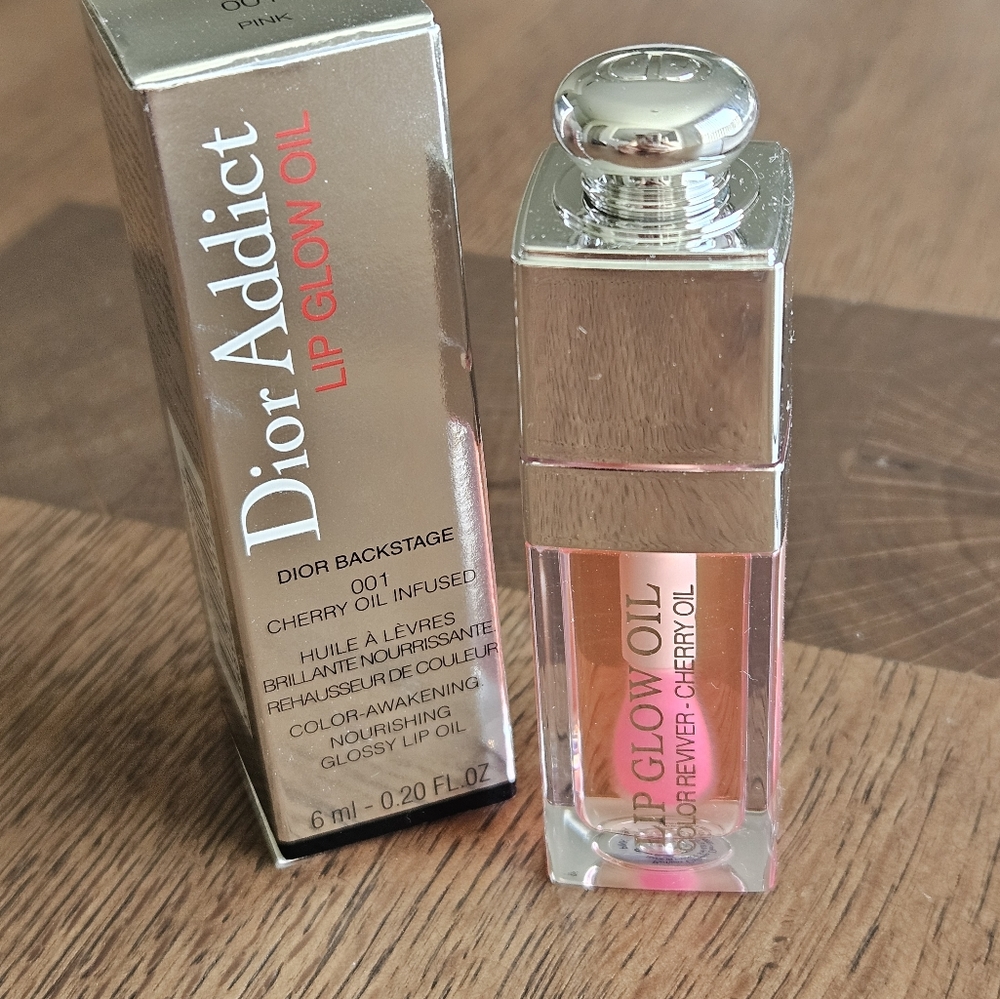 001
PINK
Dior Addict
LIP GLOW OIL
DIOR BACKSTAGE
001
CHERRY OIL INFUSED
HUILE À LÈVRES
BRILLANTE NOURRISSANTE.
REHAUSSEUR DE COULEUR
COLOR-AWAKENING.
NOURISHING
GLOSSY LIP OIL
6 ml - 0.20 FL.OZ
CD
LIP GLOW OIL
COLOR REVIVER - CHERRY OIL